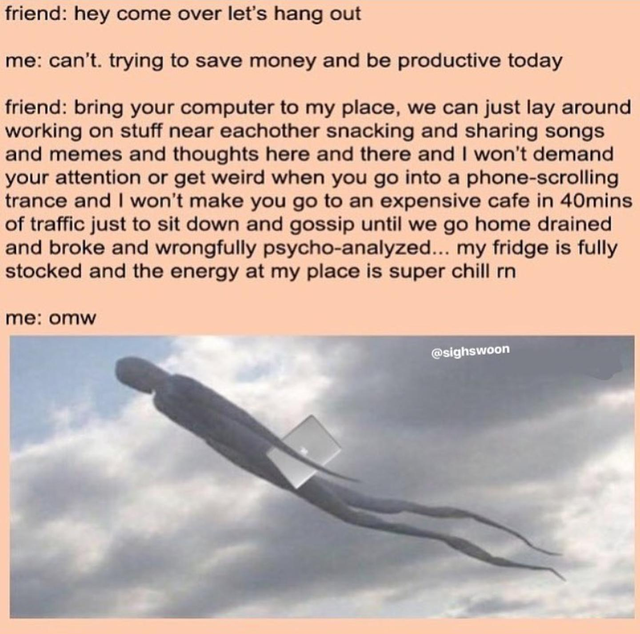 friend: hey come over let's hang out
me: can't. trying to save money and be productive today
friend: bring your computer to my place, we can just lay around
working on stuff near eachother snacking and sharing songs
and memes and thoughts here and there and I won't demand
your attention or get weird when you go into a phone-scrolling
trance and I won't make you go to an expensive cafe in 40mins
of traffic just to sit down and gossip until we go home drained
and broke and wrongfully psycho-analyzed... my fridge is fully
stocked and the energy at my place is super chill rn
me: omw
@sighswoon